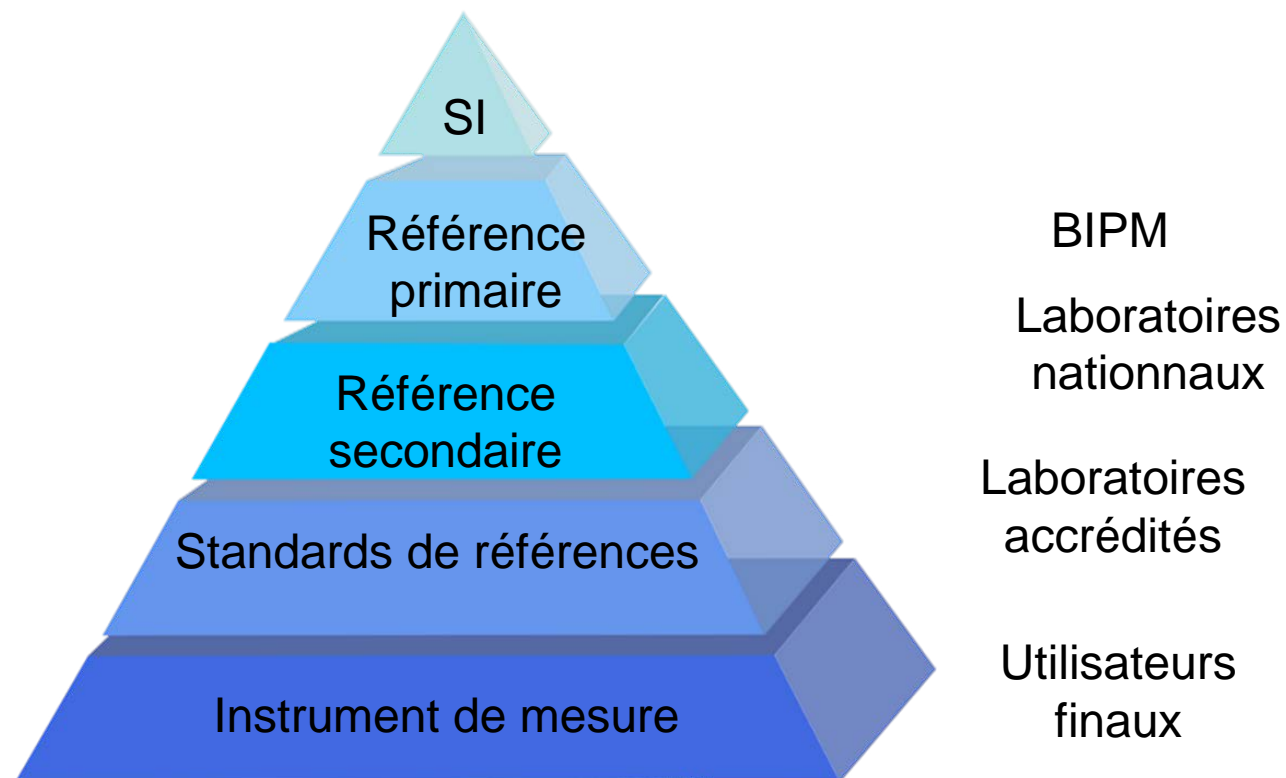 SI
Référence
primaire
BIPM
Laboratoires
nationnaux
Référence
secondaire
Laboratoires
accrédités
Standards de références
Utilisateurs
finaux
Instrument de mesure